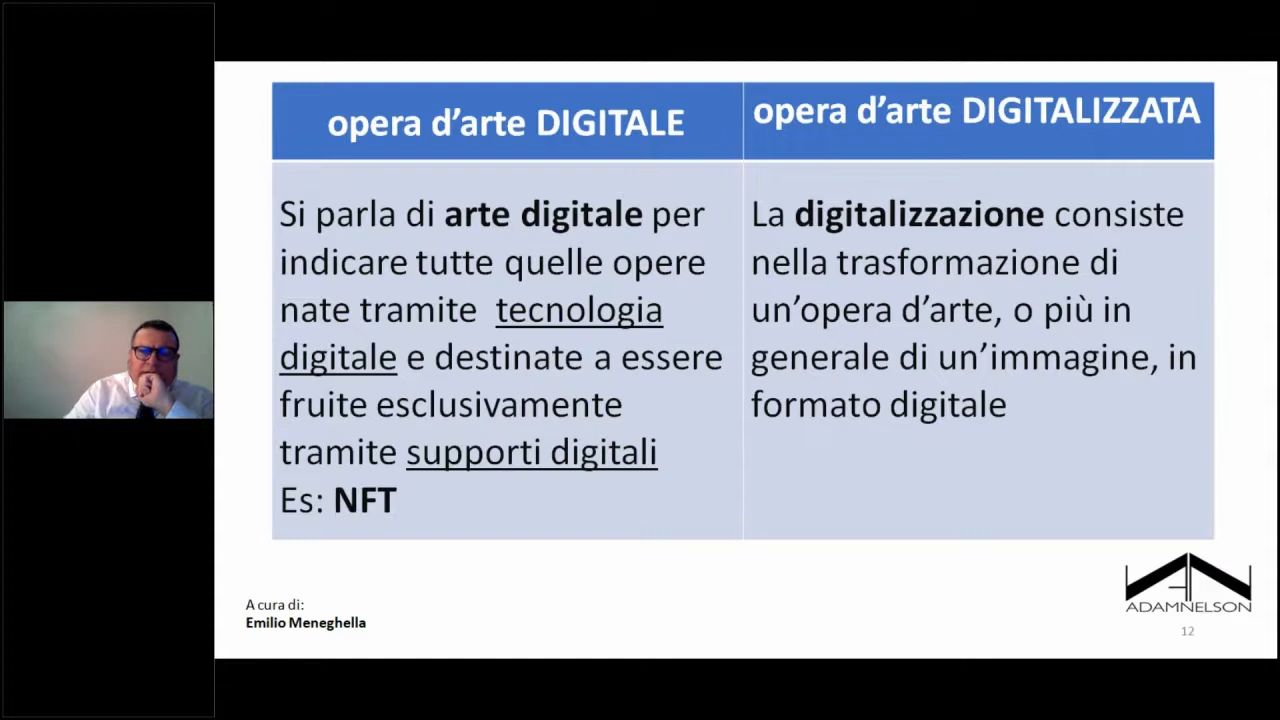 opera d'arte DIGITALE
opera d'arte DIGITALIZZATA
Si parla di arte digitale per
indicare tutte quelle opere
nate tramite tecnologia
digitale e destinate a essere
fruite esclusivamente
tramite supporti digitali
Es: NFT
La digitalizzazione consiste
nella trasformazione di
un'opera d'arte, o più in
generale di un'immagine, in
formato digitale
A cura di:
Emilio Meneghella
ADAMNELSON
12